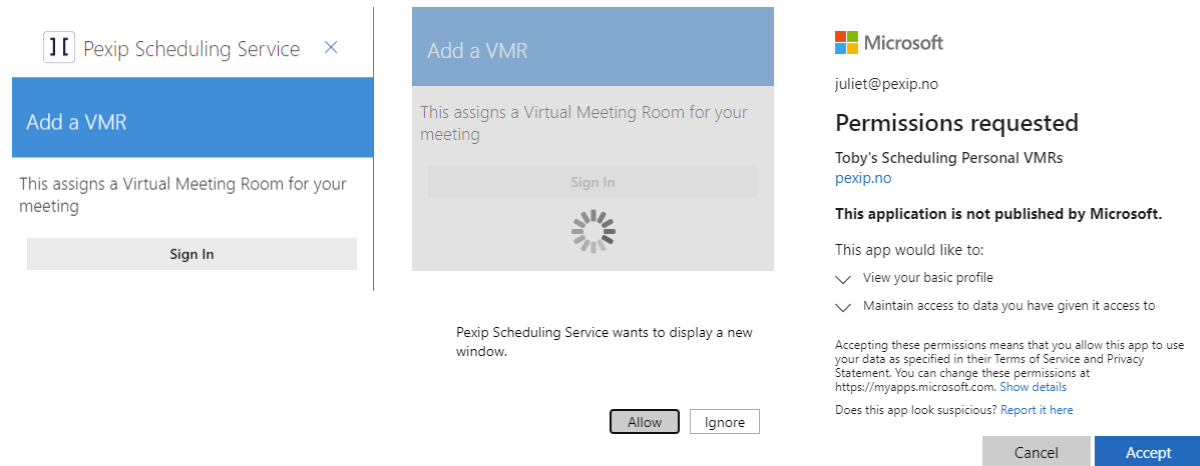 Pexip Scheduling Service
Add a VMR
This assigns a Virtual Meeting Room for your
meeting
Sign In
Add a VMR
This assigns a Virtual Meeting Room for your
meeting
Sign In
Pexip Scheduling Service wants to display a new
window.
Allow
Ignore
Microsoft
juliet@pexip.no
Permissions requested
Toby's Scheduling Personal VMRs
pexip.no
This application is not published by Microsoft.
This app would like to:
View your basic profile
Maintain access to data you have given it access to
Accepting these permissions means that you allow this app to use
your data as specified in their Terms of Service and Privacy
Statement. You can change these permissions at
https://myapps.microsoft.com. Show details
Does this app look suspicious? Report it here
Cancel
Accept